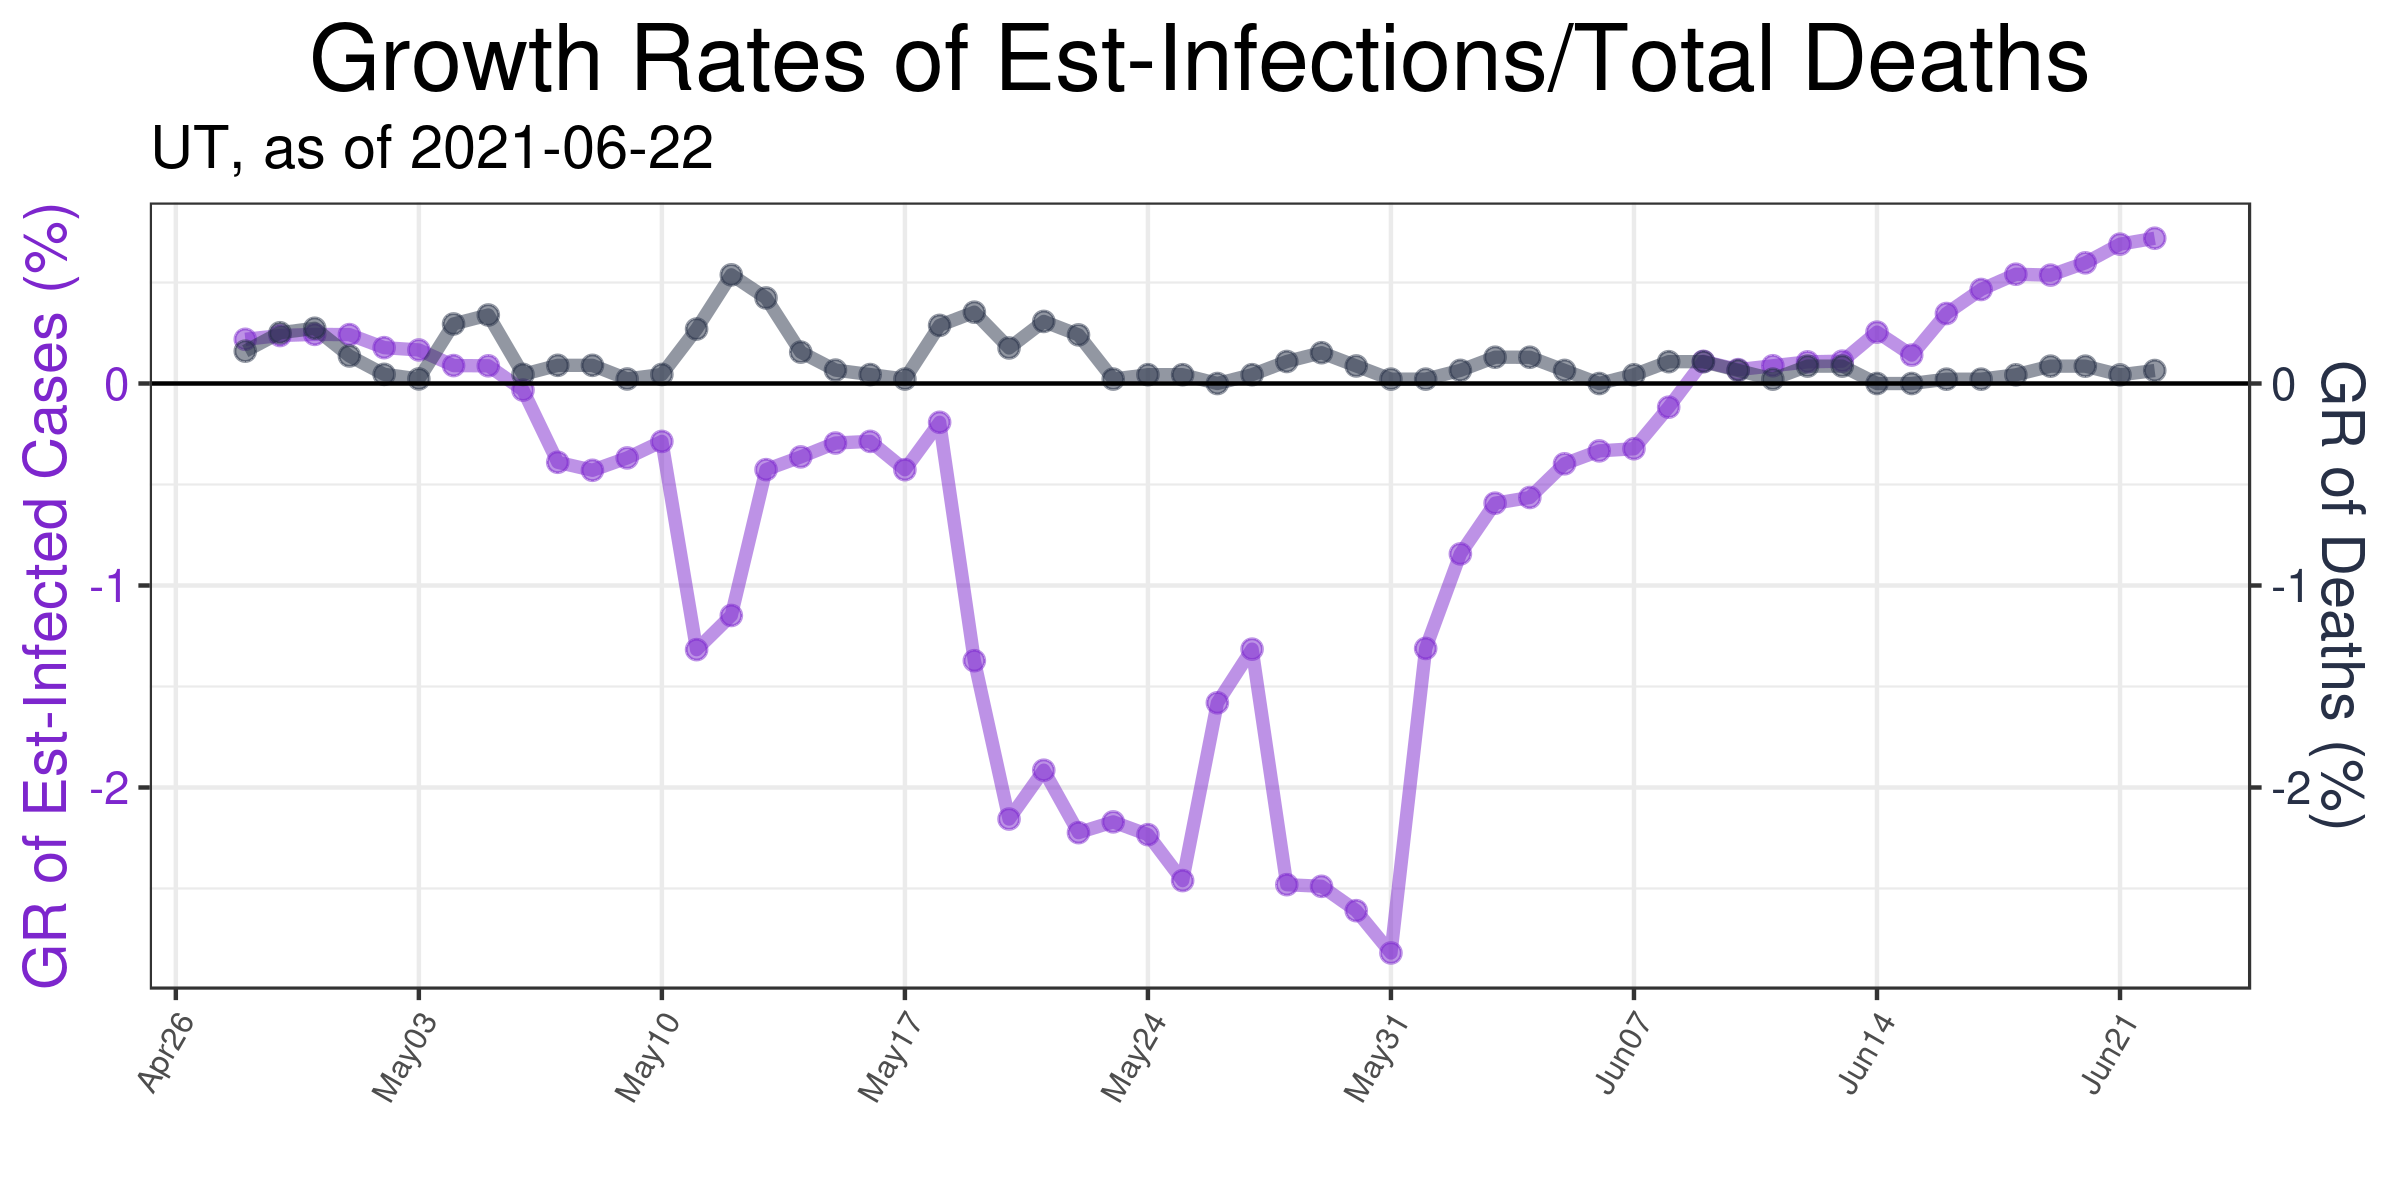 Growth Rates of Est-Infections/Total Deaths
UT, as of 2021-06-22
GR of Est-Infected Cases (%)
0
-1
-2
0
-1
-2
GR of Deaths (%)
Apr26
May03
May10
May17
May24
May31
Jun07
Jun14
Jun21